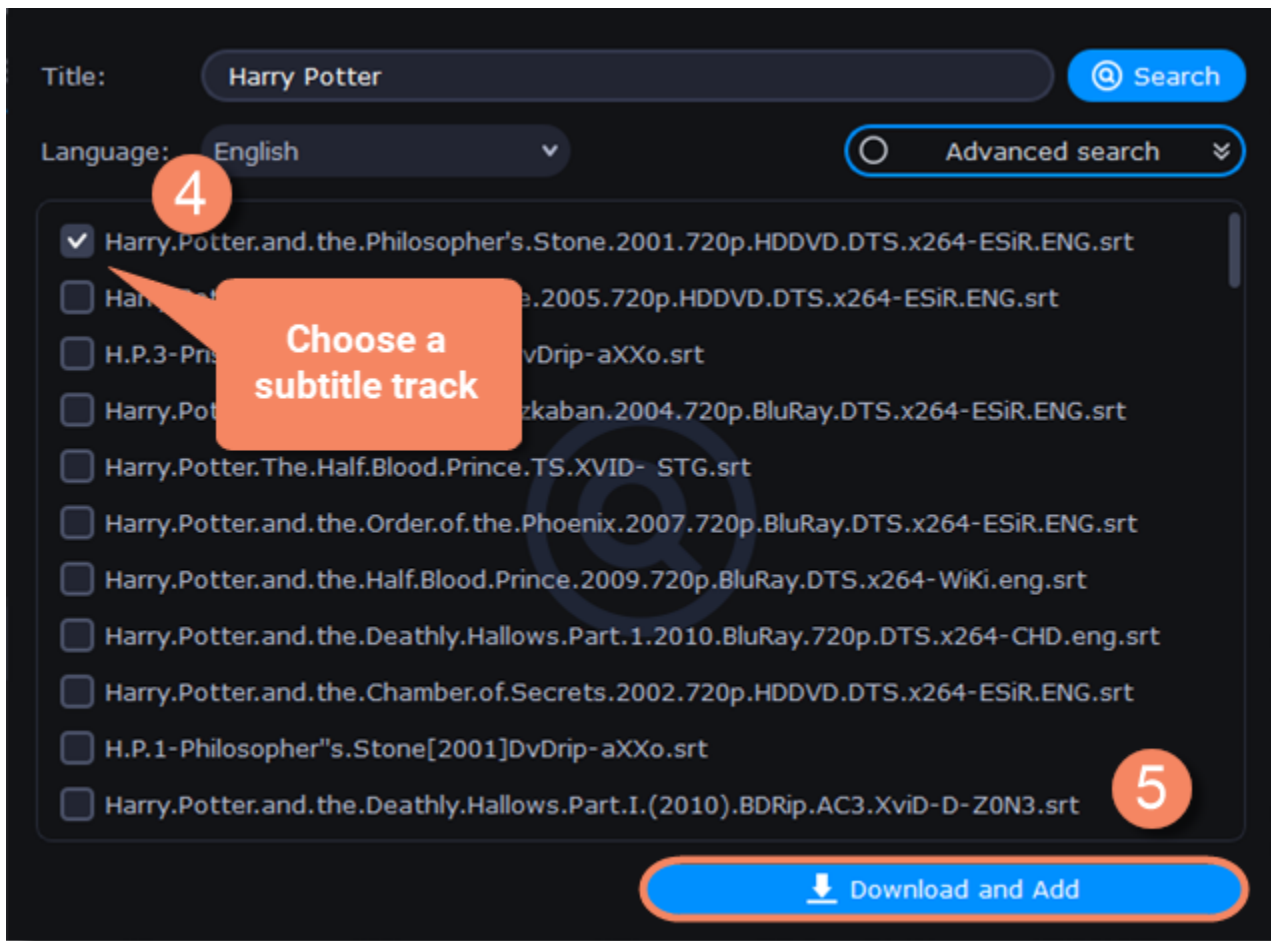 Title: Harry Potter Search
Language: English Advanced search
4
Harry.Potter.and.the.Philosopher's.Stone.2001.720p.HDDVD.DTS.x264-ESiR.ENG.srt
.2005.720p.HDDVD.DTS.x264-ESiR.ENG.srt
H.P.3- vDrip-aXXo.srt
Choose a
subtitle track
.2004.720p.BluRay.DTS.x264-ESiR.ENG.srt
Harry.Potter.The.Half.Blood.Prince.TS.XVID- STG.srt
Harry.Potter.and.the.Order.of.the.Phoenix.2007.720p.BluRay.DTS.x264-ESiR.ENG.srt
Harry.Potter.and.the.Half.Blood.Prince.2009.720p.BluRay.DTS.x264-WiKi.eng.srt
Harry.Potter.and.the.Deathly.Hallows.Part.1.2010.BluRay.720p.DTS.x264-CHD.eng.srt
Harry.Potter.and.the.Chamber.of.Secrets.2002.720p.HDDVD.DTS.x264-ESiR.ENG.srt
H.P.1-Philosopher"s.Stone[2001]DvDrip-aXXo.srt
Harry.Potter.and.the.Deathly.Hallows.Part.I.(2010).BDRip.AC3.XviD-D-Z0N3.srt
5
Download and Add